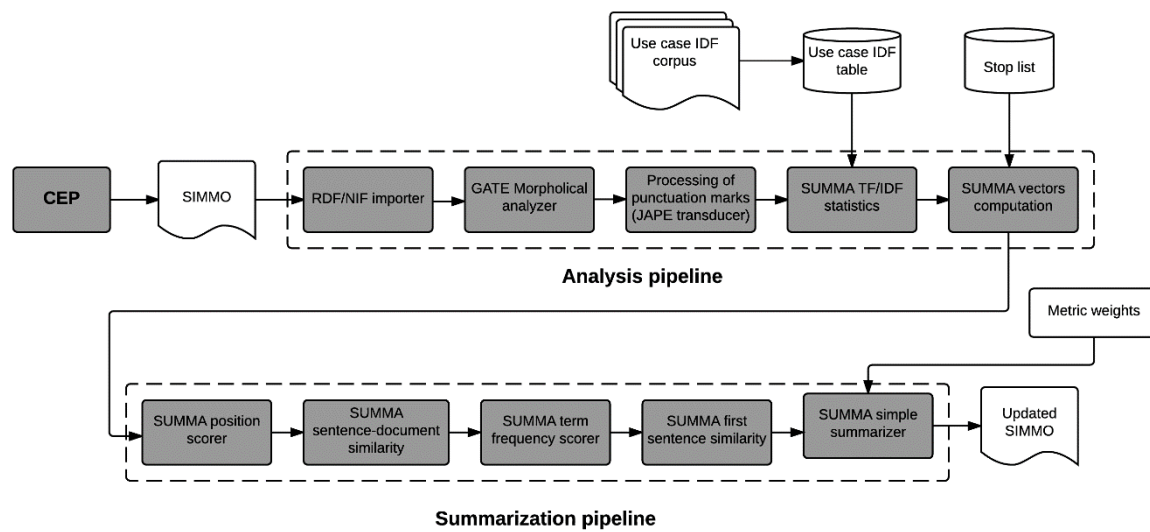 Use case IDF
corpus
Use case IDF
table
Stop list
CEP
SIMMO
RDF/NIF importer
GATE Morpholical
analyzer
Processing of
punctuation marks
(JAPE transducer)
SUMMA TF/IDF
statistics
SUMMA vectors
computation
Analysis pipeline
Metric weights
SUMMA position
scorer
SUMMA
sentence-document
similarity
SUMMA term
frequency scorer
SUMMA first
sentence similarity
SUMMA simple
summarizer
Updated
SIMMO
Summarization pipeline